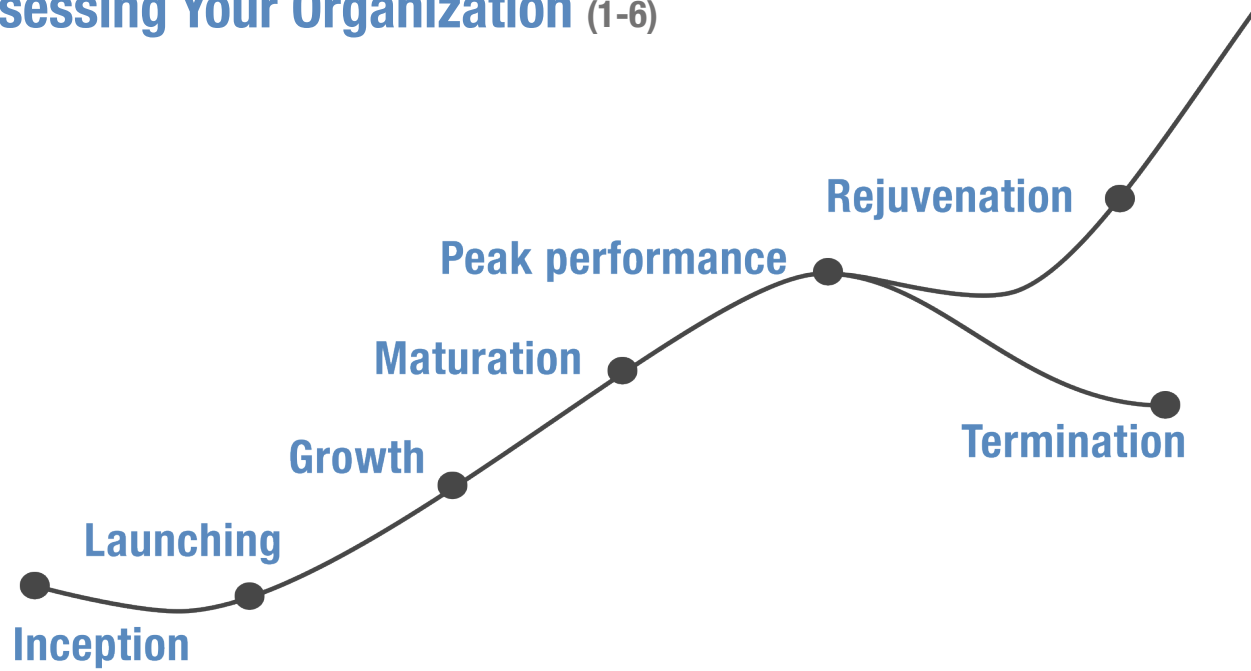 sessing Your Organization (1-6)
Rejuvenation
Peak performance
Maturation
Termination
Growth
Launching
Inception